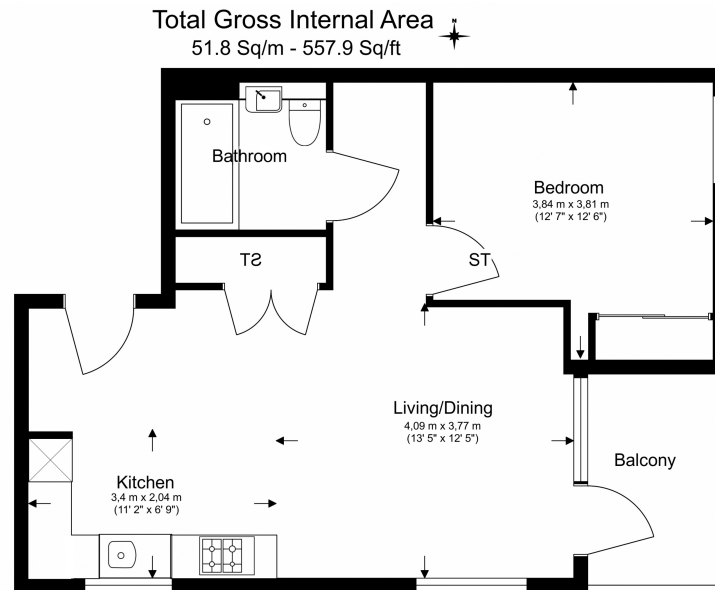 Total Gross Internal Area
N
51.8 Sq/m - 557.9 Sq/ft
Bathroom
Bedroom
3,84 m x 3,81 m
(12' 7" x 12' 6")
ST
ST
Living/Dining
4,09 m x 3,77 m
(13' 5" x 12' 5")
Balcony
Kitchen
3,4 m x 2,04 m
(11' 2" x 6' 9")